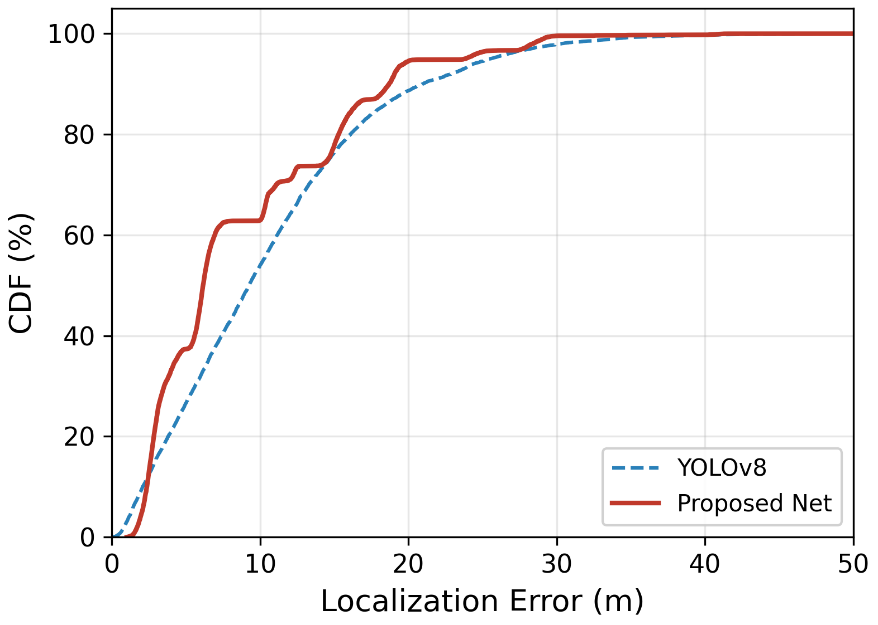 100
80
60
40
20
0
CDF (%)
0 10 20 30 40 50
Localization Error (m)
YOLOv8
Proposed Net